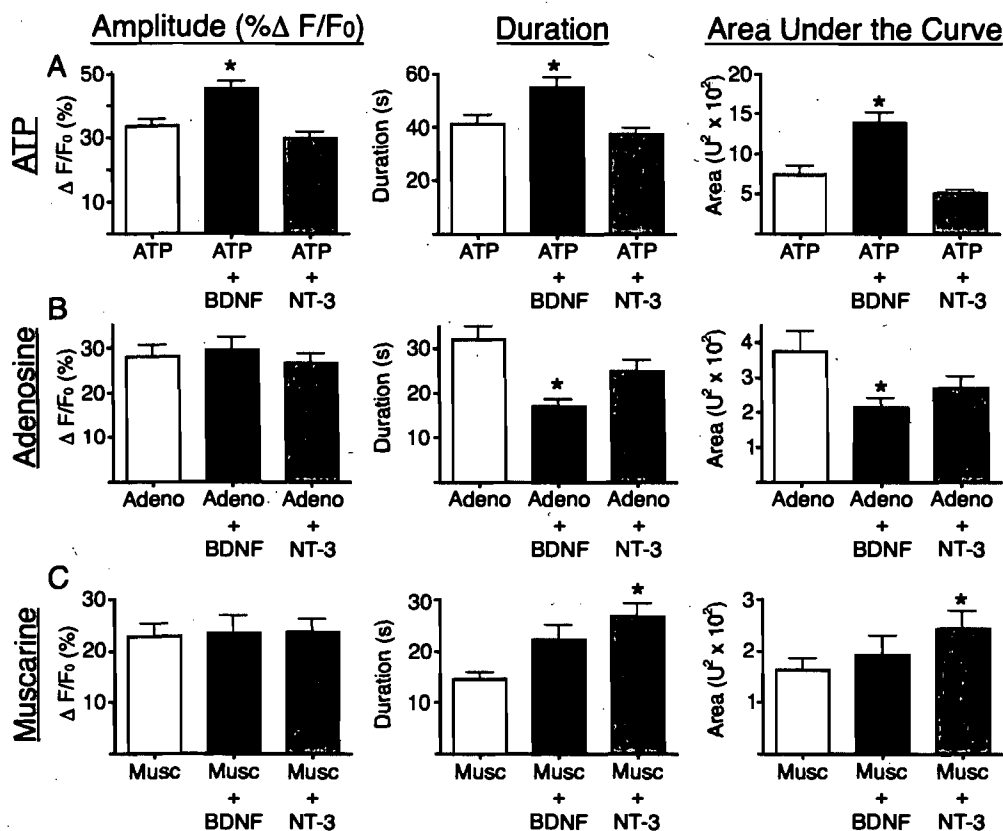 Amplitude (%Δ F/F0) Duration Area Under the Curve
A
ATP
Δ F/F0 (%)
50
30
10
ATP ATP ATP
+ +
BDNF NT-3
Duration (s)
60
40
20
ATP ATP ATP
+ +
BDNF NT-3
Area (U² x 10²)
20
15
10
5
ATP ATP ATP
+ +
BDNF NT-3
*
*
*
B
Adenosine
Δ F/F0 (%)
30
20
10
Adeno Adeno Adeno
+ +
BDNF NT-3
Duration (s)
30
20
10
Adeno Adeno Adeno
+ +
BDNF NT-3
Area (U² x 10²)
4
3
2
1
Adeno Adeno Adeno
+ +
BDNF NT-3
*
*
C
Muscarine
Δ F/F0 (%)
30
20
10
Musc Musc Musc
+ +
BDNF NT-3
Duration (s)
30
20
10
Musc Musc Musc
+ +
BDNF NT-3
Area (U² x 10²)
3
2
1
Musc Musc Musc
+ +
BDNF NT-3
*
*